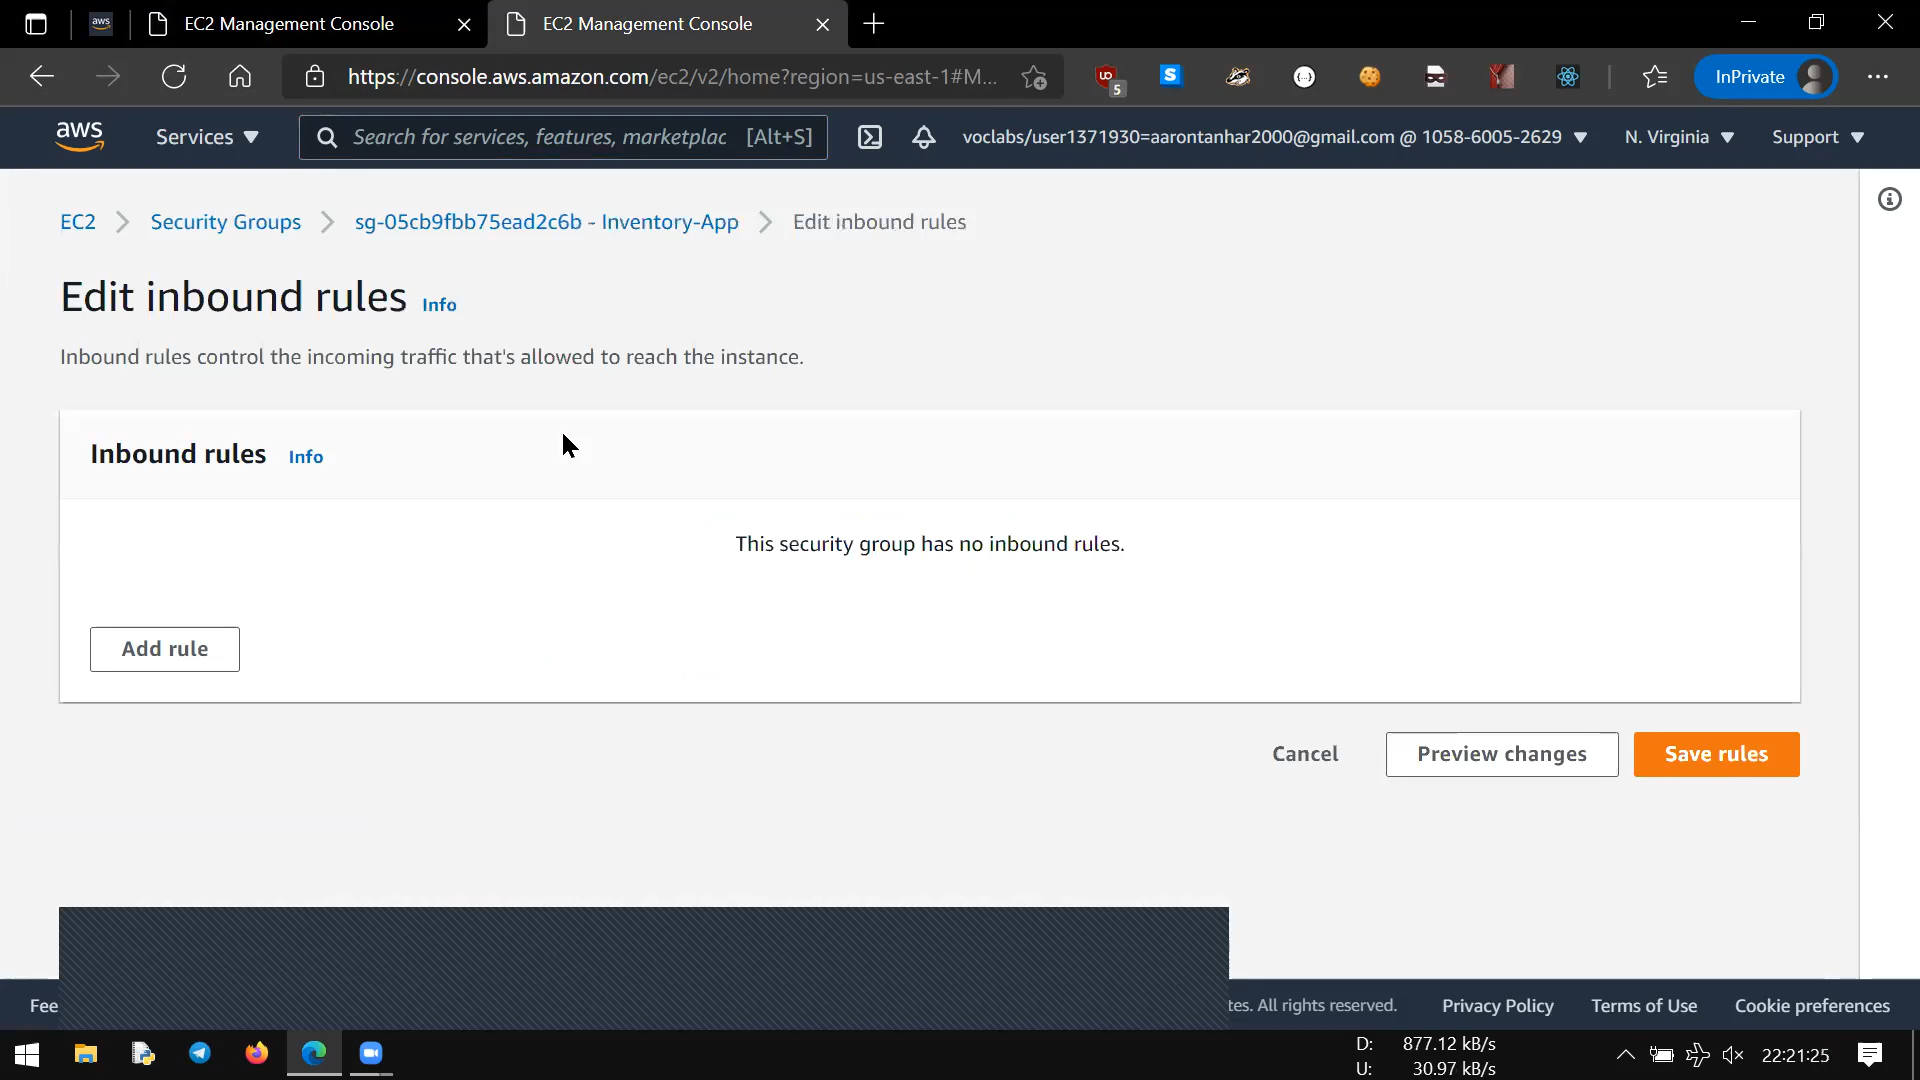 EC2 Management Console
EC2 Management Console
https://console.aws.amazon.com/ec2/v2/home?region=us-east-1#M...
5
InPrivate
aws
Services
Search for services, features, marketplac [Alt+S]
voclabs/user1371930=aarontanhar2000@gmail.com @ 1058-6005-2629
N. Virginia
Support
EC2
Security Groups
sg-05cb9fbb75ead2c6b - Inventory-App
Edit inbound rules
Edit inbound rules Info
Inbound rules control the incoming traffic that's allowed to reach the instance.
Inbound rules Info
This security group has no inbound rules.
Add rule
Cancel
Preview changes
Save rules
Fee
tes. All rights reserved.
Privacy Policy
Terms of Use
Cookie preferences
D: 877.12 kB/s
U: 30.97 kB/s
22:21:25